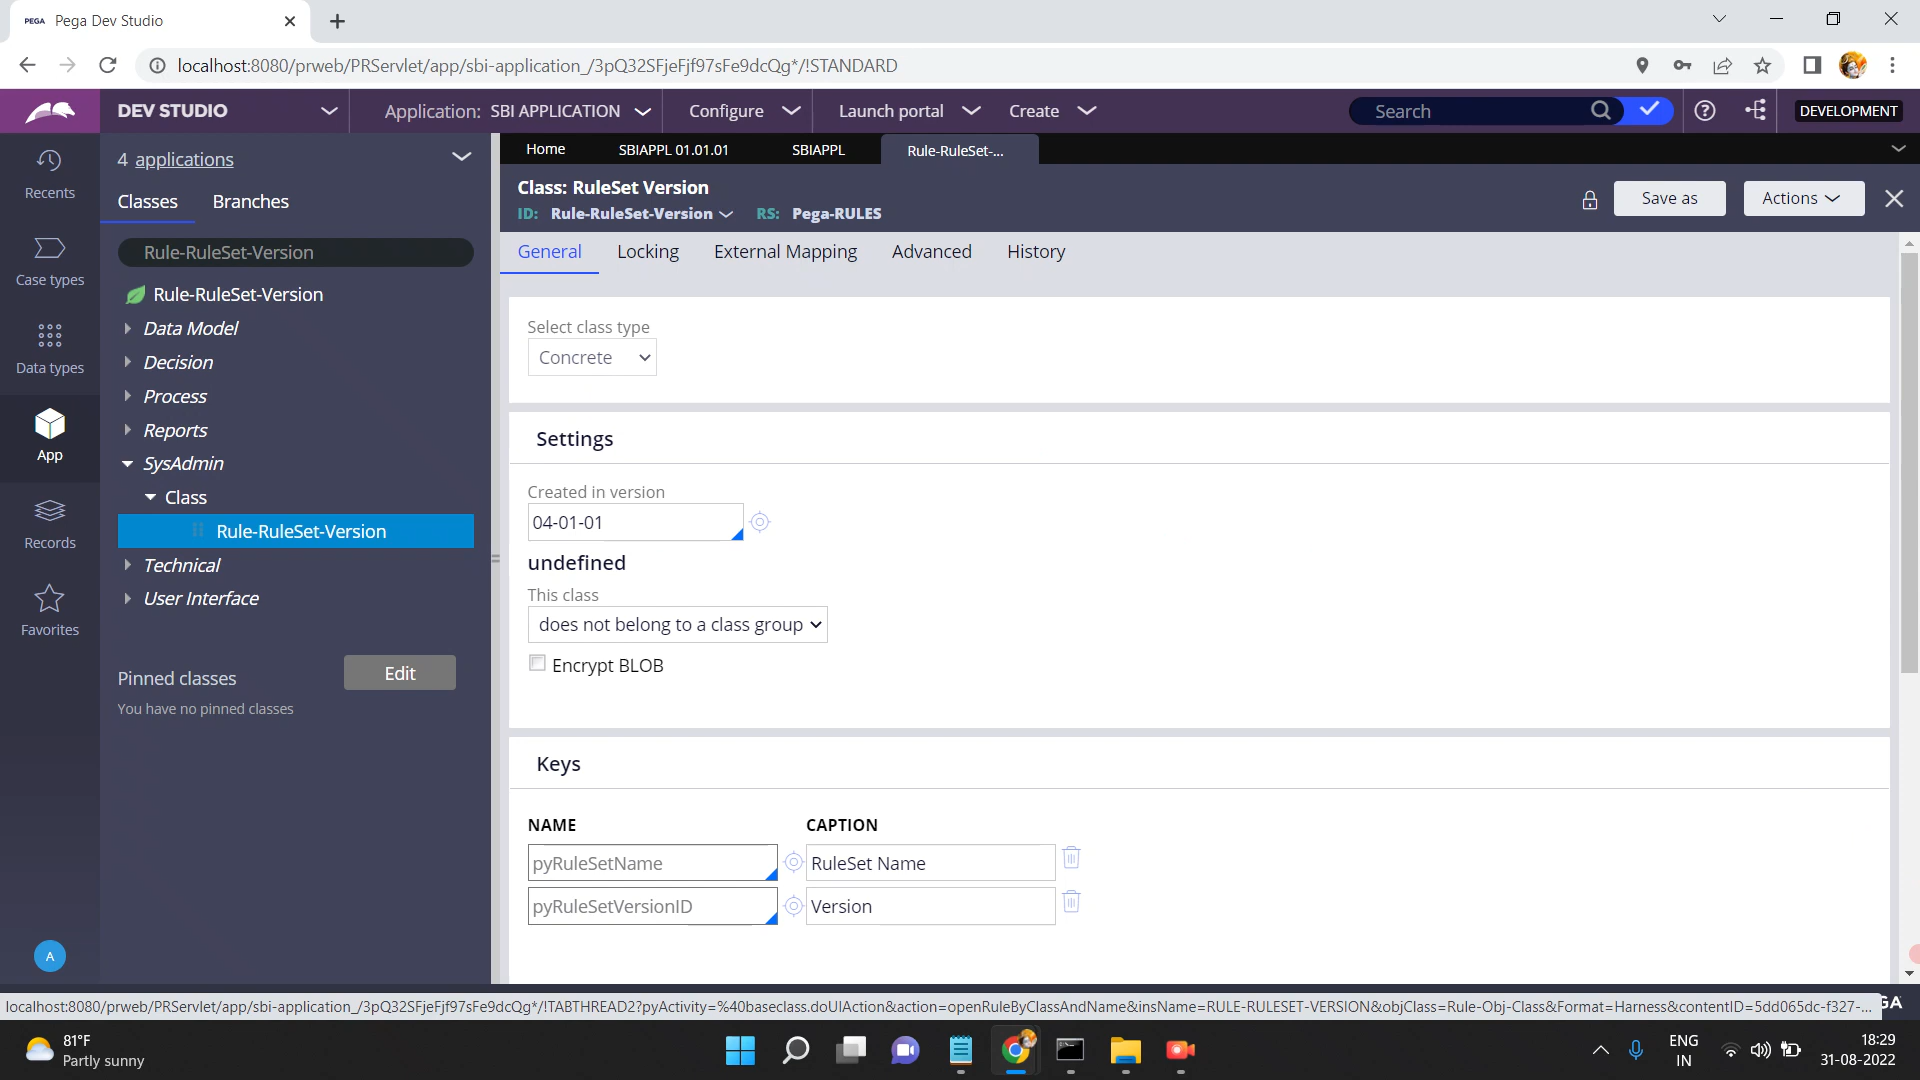 PEGA Pega Dev Studio
localhost:8080/prweb/PRServlet/app/sbi-application_/3pQ32SFjeFjf97sFe9dcQg*/!STANDARD
DEV STUDIO Application: SBI APPLICATION Configure Launch portal Create Search DEVELOPMENT
Recents
Case types
Data types
App
Records
Favorites
A
4 applications
Classes Branches
Rule-RuleSet-Version
Rule-RuleSet-Version
Data Model
Decision
Process
Reports
SysAdmin
Class
Rule-RuleSet-Version
Technical
User Interface
Pinned classes Edit
You have no pinned classes
Home SBIAPPL 01.01.01 SBIAPPL Rule-RuleSet-...
Class: RuleSet Version
ID: Rule-RuleSet-Version RS: Pega-RULES
Save as Actions
General Locking External Mapping Advanced History
Select class type
Concrete
Settings
Created in version
04-01-01
undefined
This class
does not belong to a class group
Encrypt BLOB
Keys
NAME CAPTION
pyRuleSetName RuleSet Name
pyRuleSetVersionID Version
localhost:8080/prweb/PRServlet/app/sbi-application_/3pQ32SFjeFjf97sFe9dcQg*/!TABTHREAD2?pyActivity=%40baseclass.doUIAction&action=openRuleByClassAndName&insName=RULE-RULESET-VERSION&objClass=Rule-Obj-Class&Format=Harness&contentID=5dd065dc-f327-...
GA
81°F
Partly sunny
ENG
IN
18:29
31-08-2022